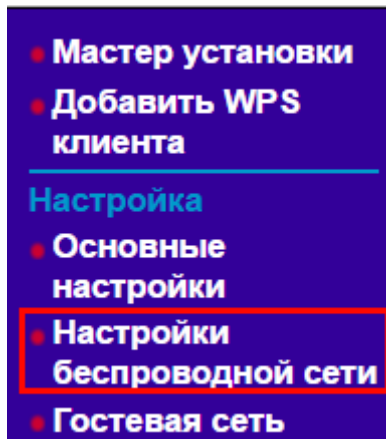 Мастер установки
Добавить WPS
клиента
Настройка
Основные
настройки
Настройки
беспроводной сети
Гостевая сеть